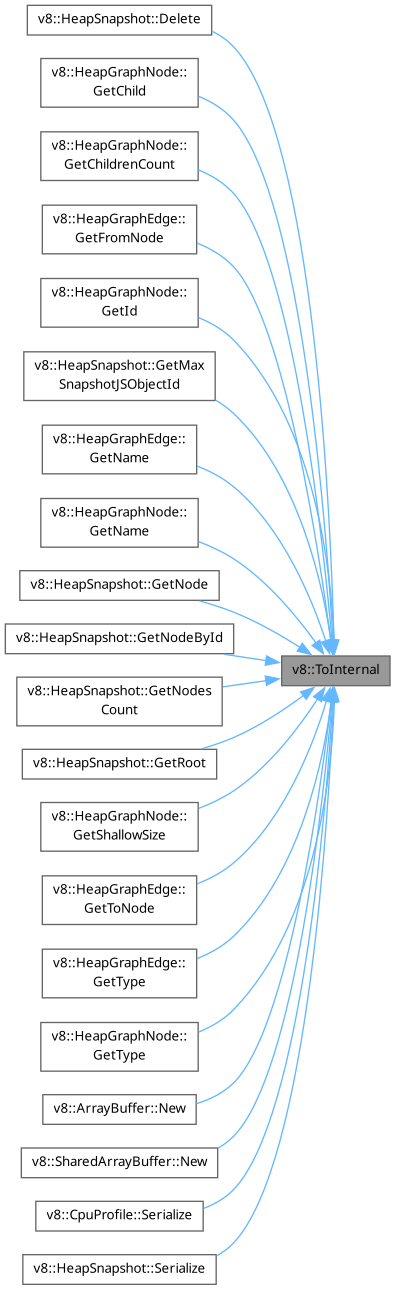 v8::HeapSnapshot::Delete
v8::HeapGraphNode::
GetChild
v8::HeapGraphNode::
GetChildrenCount
v8::HeapGraphEdge::
GetFromNode
v8::HeapGraphNode::
GetId
v8::HeapSnapshot::GetMax
SnapshotJSObjectId
v8::HeapGraphEdge::
GetName
v8::HeapGraphNode::
GetName
v8::HeapSnapshot::GetNode
v8::HeapSnapshot::GetNodeById
v8::ToInternal
v8::HeapSnapshot::GetNodes
Count
v8::HeapSnapshot::GetRoot
v8::HeapGraphNode::
GetShallowSize
v8::HeapGraphEdge::
GetToNode
v8::HeapGraphEdge::
GetType
v8::HeapGraphNode::
GetType
v8::ArrayBuffer::New
v8::SharedArrayBuffer::New
v8::CpuProfile::Serialize
v8::HeapSnapshot::Serialize